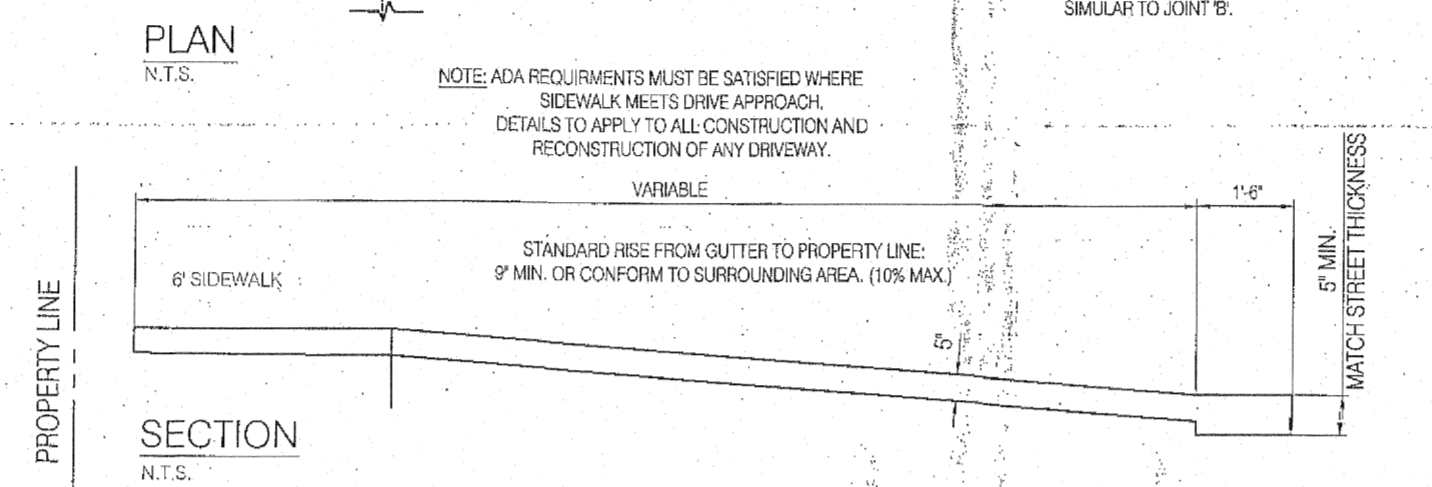 SIMULAR TO JOINT 'B'.
PLAN
N.T.S.
NOTE: ADA REQUIRMENTS MUST BE SATISFIED WHERE
SIDEWALK MEETS DRIVE APPROACH.
DETAILS TO APPLY TO ALL CONSTRUCTION AND
RECONSTRUCTION OF ANY DRIVEWAY.
VARIABLE
1'-6"
STANDARD RISE FROM GUTTER TO PROPERTY LINE:
9" MIN. OR CONFORM TO SURROUNDING AREA. (10% MAX.)
6' SIDEWALK
5"
5" MIN.
MATCH STREET THICKNESS
PROPERTY LINE
SECTION
N.T.S.